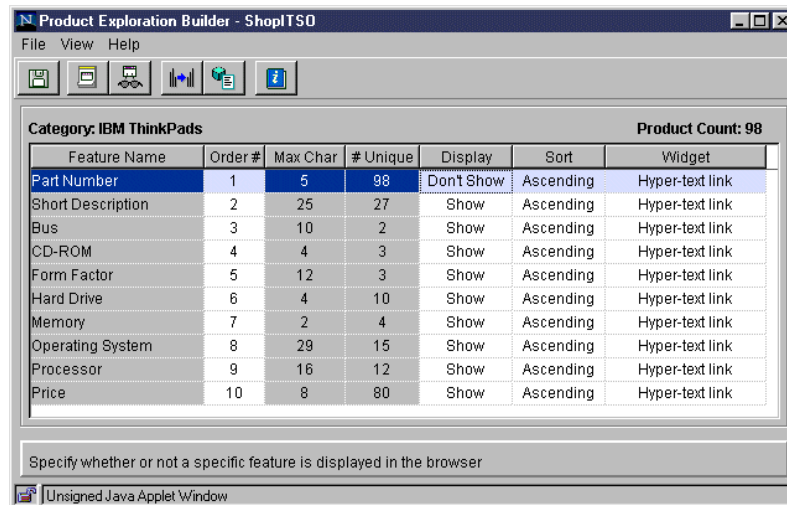 Product Exploration Builder - ShopITSO
File View Help
Category: IBM ThinkPads Product Count: 98
Feature Name Order # Max Char # Unique Display Sort Widget
Part Number 1 5 98 Don't Show Ascending Hyper-text link
Short Description 2 25 27 Show Ascending Hyper-text link
Bus 3 10 2 Show Ascending Hyper-text link
CD-ROM 4 4 3 Show Ascending Hyper-text link
Form Factor 5 12 3 Show Ascending Hyper-text link
Hard Drive 6 4 10 Show Ascending Hyper-text link
Memory 7 2 4 Show Ascending Hyper-text link
Operating System 8 29 15 Show Ascending Hyper-text link
Processor 9 16 12 Show Ascending Hyper-text link
Price 10 8 80 Show Ascending Hyper-text link
Specify whether or not a specific feature is displayed in the browser
Unsigned Java Applet Window